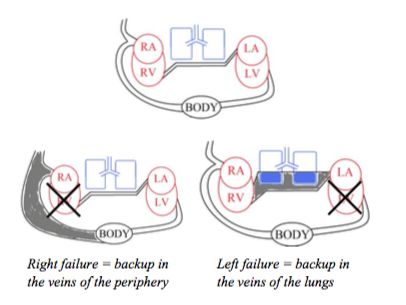 RA
LA
RV
LV
BODY
RA
LA
LV
BODY
RA
LA
RV
BODY
Right failure = backup in
the veins of the periphery
Left failure = backup in
the veins of the lungs